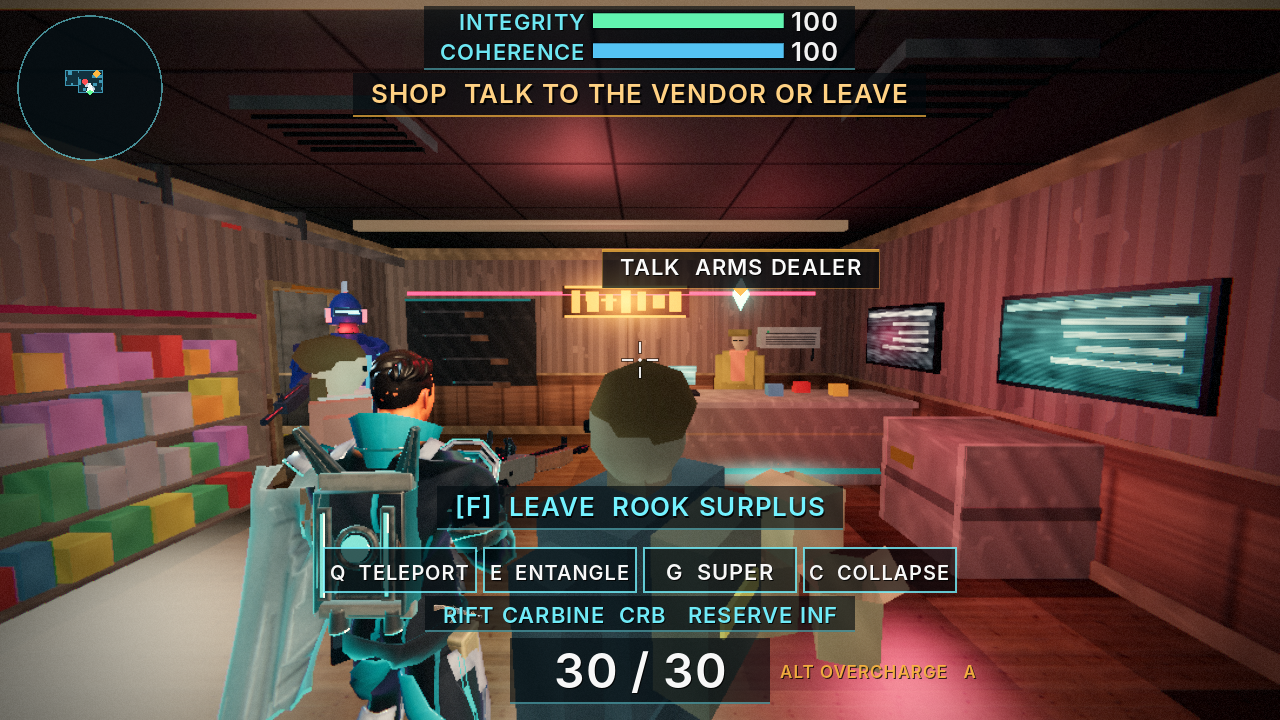 INTEGRITY 100
COHERENCE 100
SHOP TALK TO THE VENDOR OR LEAVE
TALK ARMS DEALER
[F] LEAVE ROOK SURPLUS
Q TELEPORT
E ENTANGLE
G SUPER
C COLLAPSE
RIFT CARBINE CRB RESERVE INF
30 / 30
ALT OVERCHARGE A